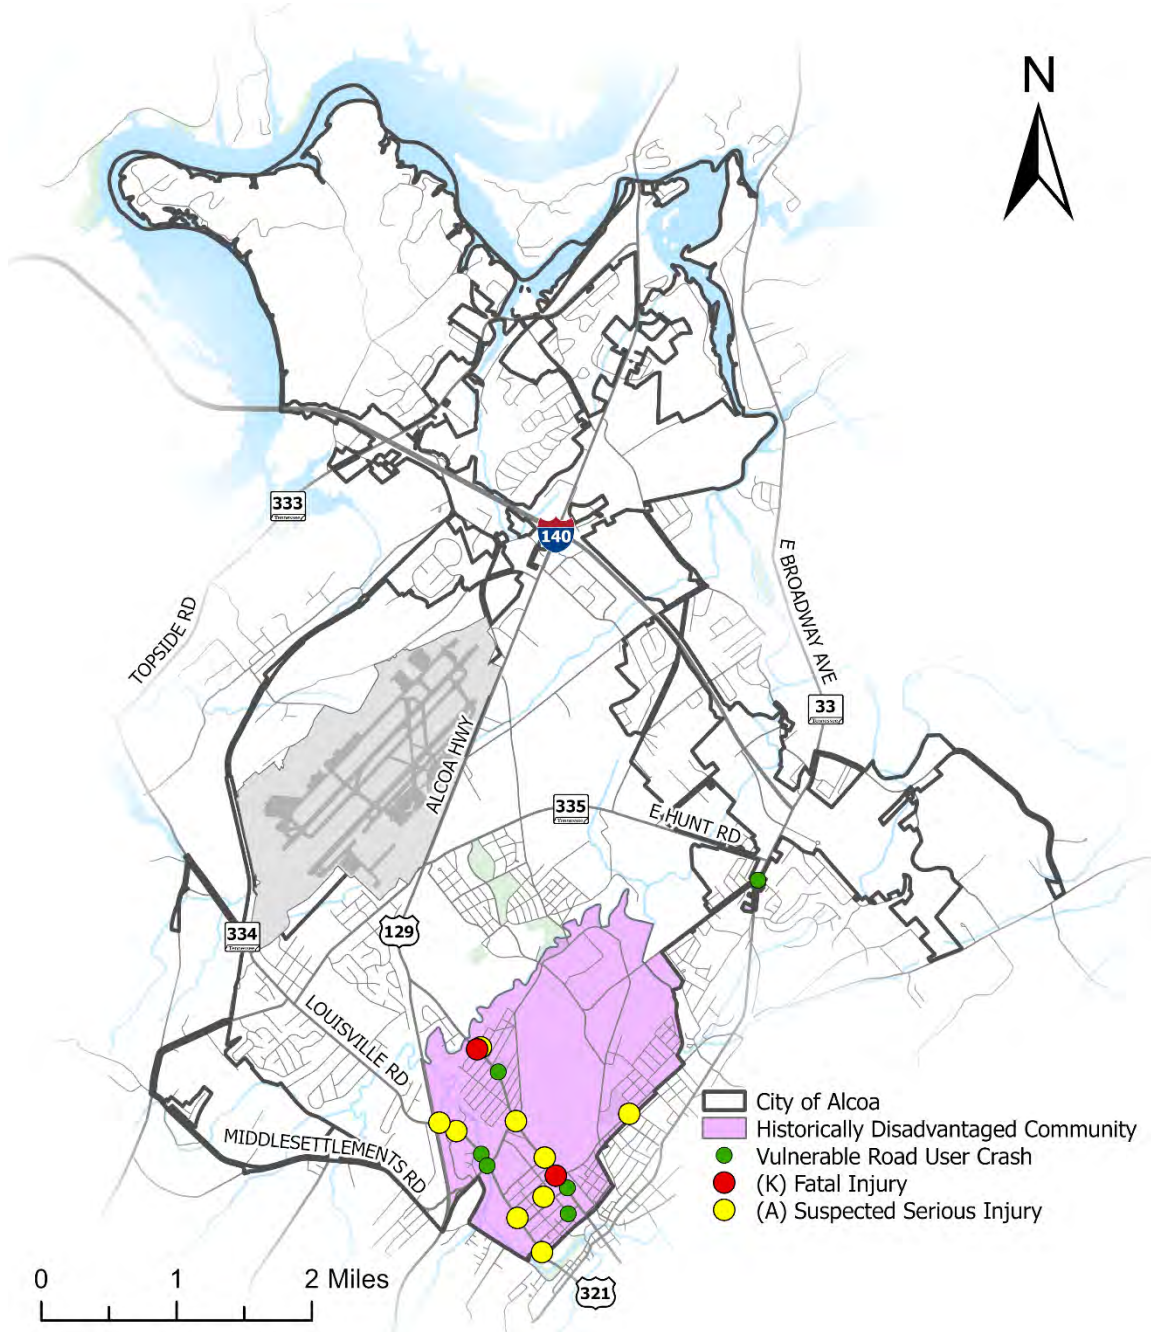 N
333
140
TOPSIDE RD
E BROADWAY AVE
33
Tennessee
ALCOA HWY
335
E HUNT RD
129
334
LOUISVILLE RD
MIDDLESETTLEMENTS RD
City of Alcoa
Historically Disadvantaged Community
Vulnerable Road User Crash
(K) Fatal Injury
(A) Suspected Serious Injury
0 1 2 Miles
321